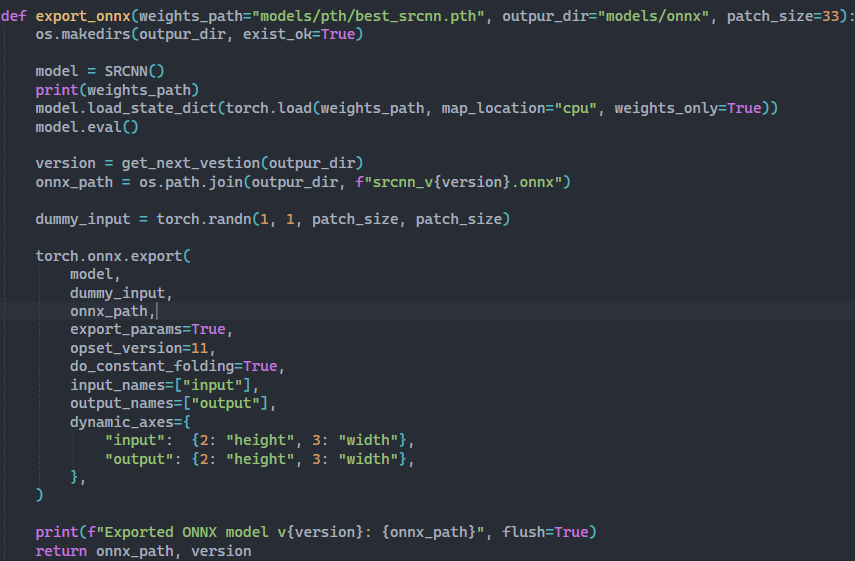 def export_onnx(weights_path="models/pth/best_srcnn.pth", outpur_dir="models/onnx", patch_size=33):
    os.makedirs(outpur_dir, exist_ok=True)

    model = SRCNN()
    print(weights_path)
    model.load_state_dict(torch.load(weights_path, map_location="cpu", weights_only=True))
    model.eval()

    version = get_next_vestion(outpur_dir)
    onnx_path = os.path.join(outpur_dir, f"srcnn_v{version}.onnx")

    dummy_input = torch.randn(1, 1, patch_size, patch_size)

    torch.onnx.export(
        model,
        dummy_input,
        onnx_path,
        export_params=True,
        opset_version=11,
        do_constant_folding=True,
        input_names=["input"],
        output_names=["output"],
        dynamic_axes={
            "input":  {2: "height", 3: "width"},
            "output": {2: "height", 3: "width"},
        },
    )

    print(f"Exported ONNX model v{version}: {onnx_path}", flush=True)
    return onnx_path, version